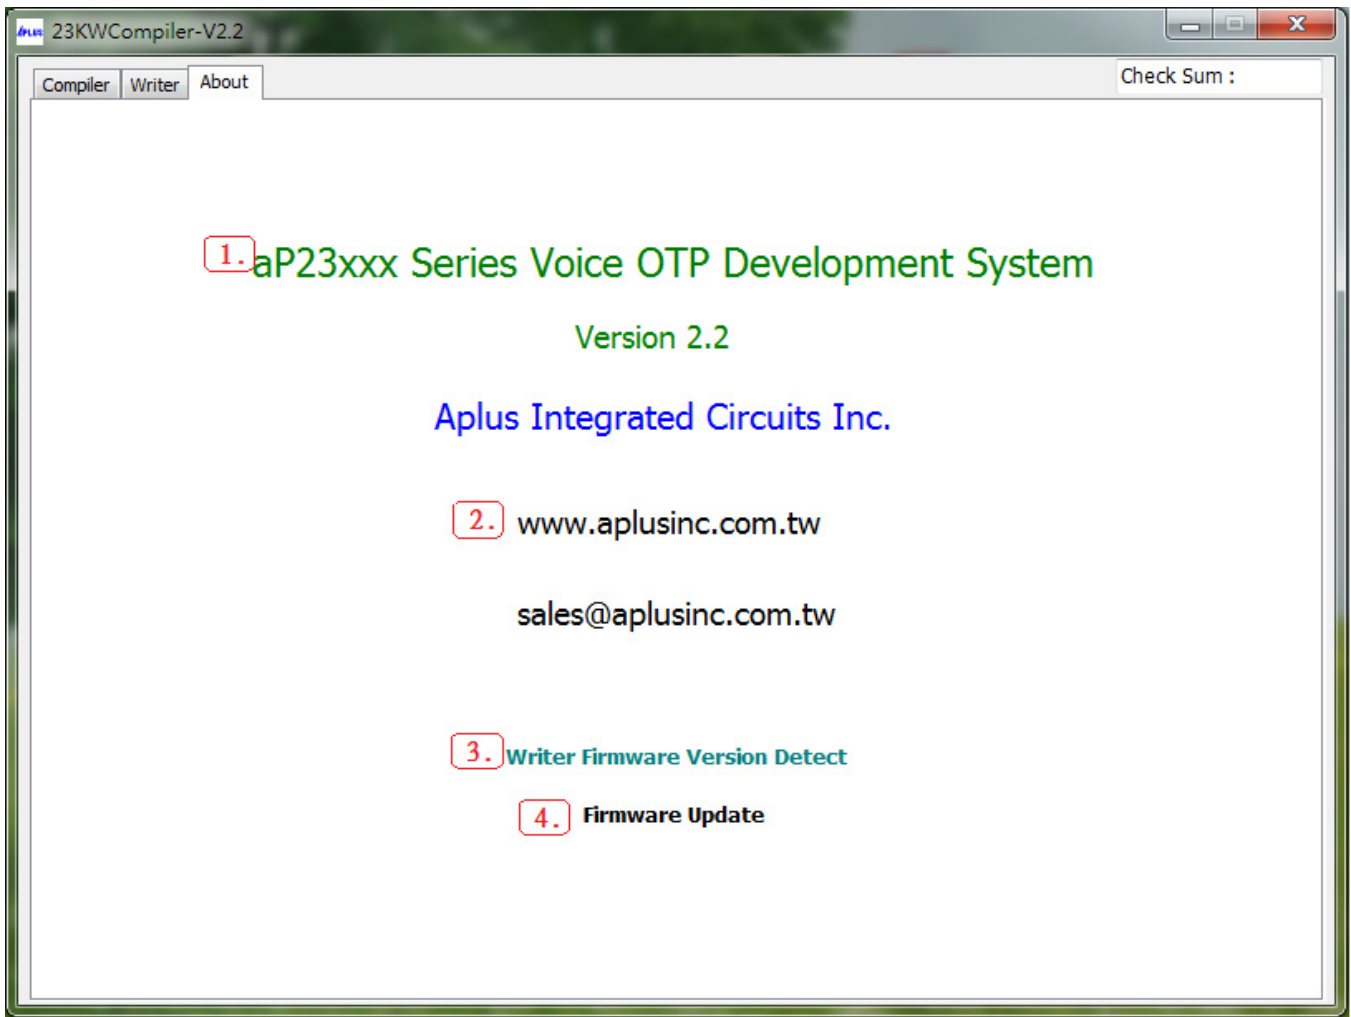 APLUS 23KWCompiler-V2.2
Compiler Writer About Check Sum :
1. aP23xxx Series Voice OTP Development System
Version 2.2
Aplus Integrated Circuits Inc.
2. www.aplusinc.com.tw
sales@aplusinc.com.tw
3. Writer Firmware Version Detect
4. Firmware Update